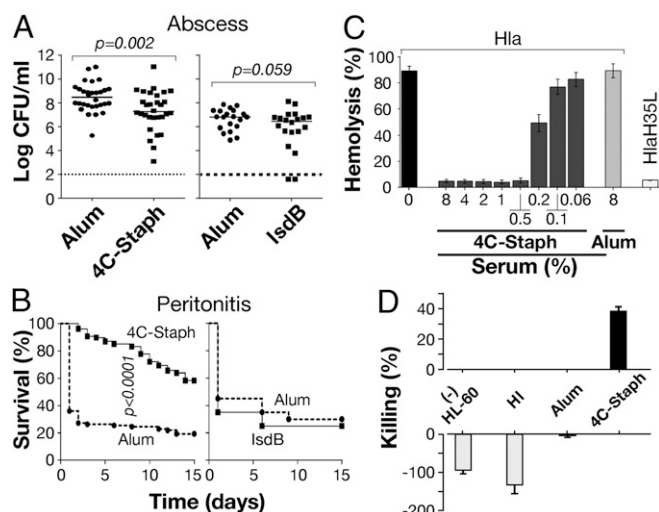 A
Abscess
p=0.002
p=0.059
Log CFU/ml
12
10
8
6
4
2
0
Alum
4C-Staph
Alum
IsdB
B
Peritonitis
Survival (%)
100
80
60
40
20
0
4C-Staph
p<0.0001
Alum
Alum
IsdB
0 5 10 15 0 5 10 15
Time (days)
C
Hla
Hemolysis (%)
100
80
60
40
20
0
HlaH35L
0 8 4 2 1 0.2 0.06 8
0.5 0.1
4C-Staph Alum
Serum (%)
D
Killing (%)
40
20
0
(-)
HL-60
HI
Alum
4C-Staph
0
-100
-200